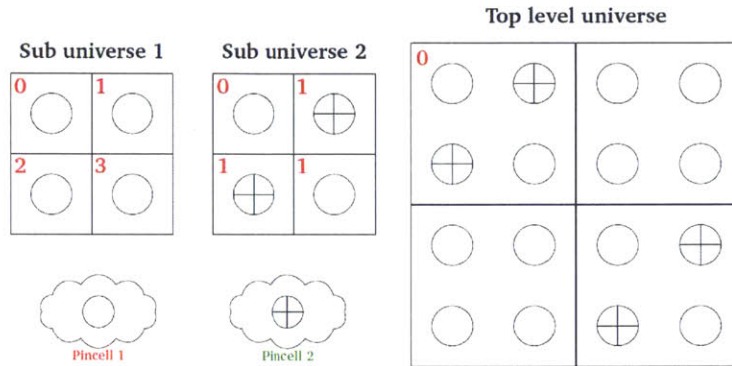 Top level universe
Sub universe 1
Sub universe 2
0
0 1
0 1
2 3
1 1
Pincell 1
Pincell 2